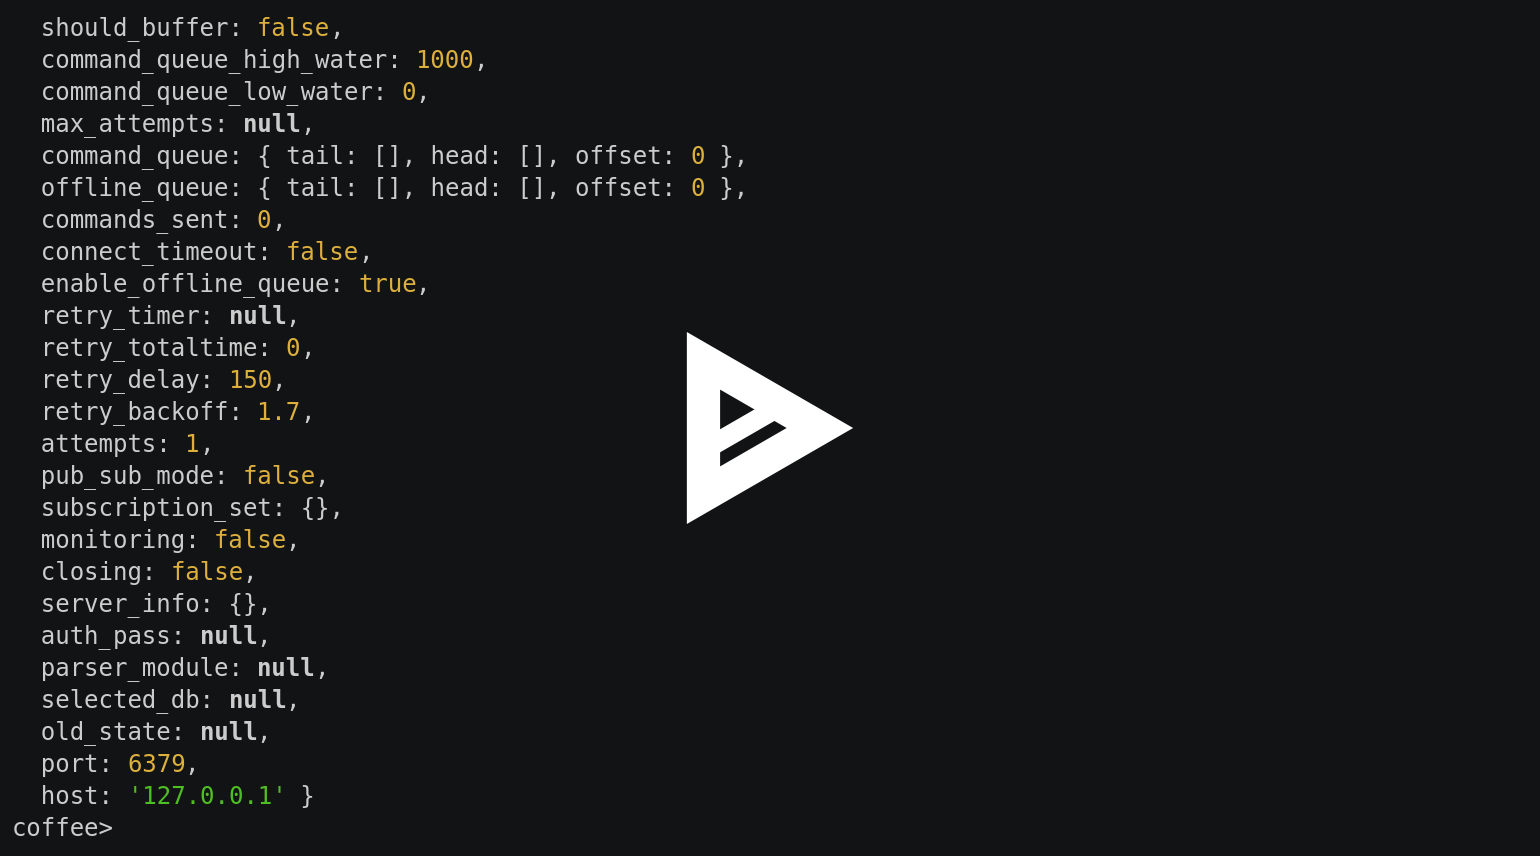 should_buffer: false,
command_queue_high_water: 1000,
command_queue_low_water: 0,
max_attempts: null,
command_queue: { tail: [], head: [], offset: 0 },
offline_queue: { tail: [], head: [], offset: 0 },
commands_sent: 0,
connect_timeout: false,
enable_offline_queue: true,
retry_timer: null,
retry_totaltime: 0,
retry_delay: 150,
retry_backoff: 1.7,
attempts: 1,
pub_sub_mode: false,
subscription_set: {},
monitoring: false,
closing: false,
server_info: {},
auth_pass: null,
parser_module: null,
selected_db: null,
old_state: null,
port: 6379,
host: '127.0.0.1' }
coffee>